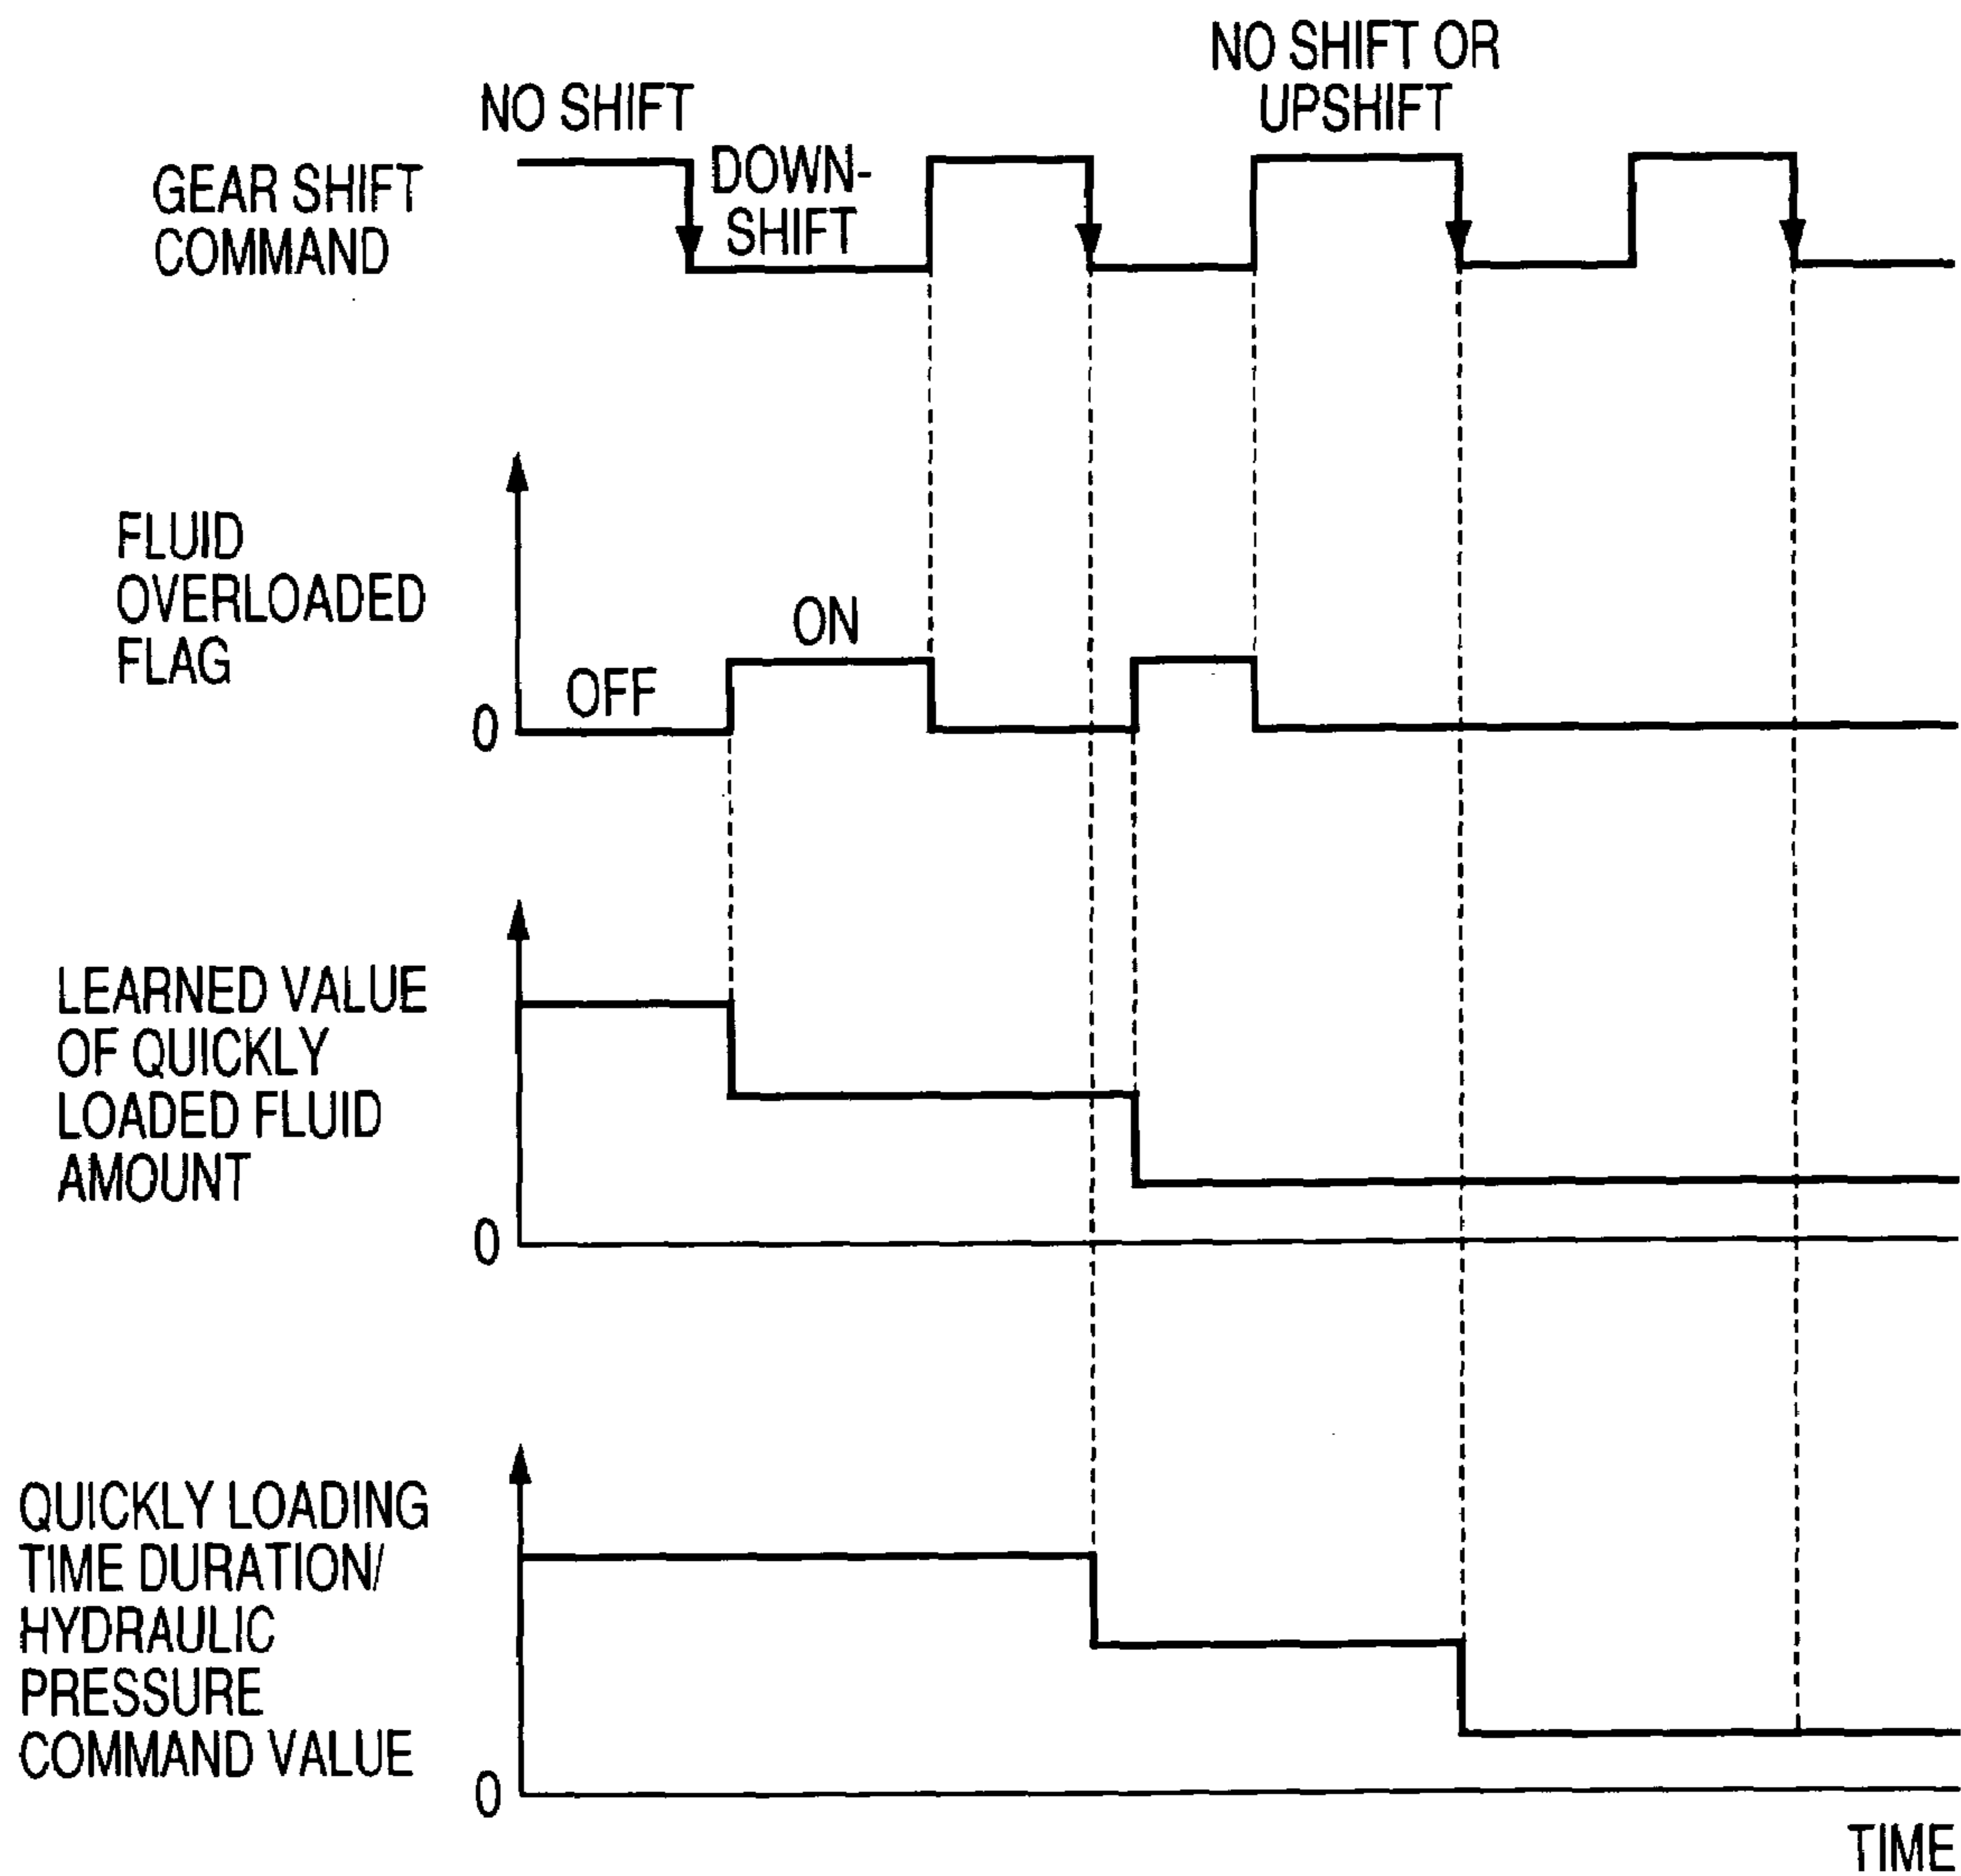 NO SHIFT OR
UPSHIFT
NO SHIFT
GEAR SHIFT
COMMAND
DOWN-
SHIFT
FLUID
OVERLOADED
FLAG
ON
OFF
0
LEARNED VALUE
OF QUICKLY
LOADED FLUID
AMOUNT
0
QUICKLY LOADING
TIME DURATION/
HYDRAULIC
PRESSURE
COMMAND VALUE
0
TIME